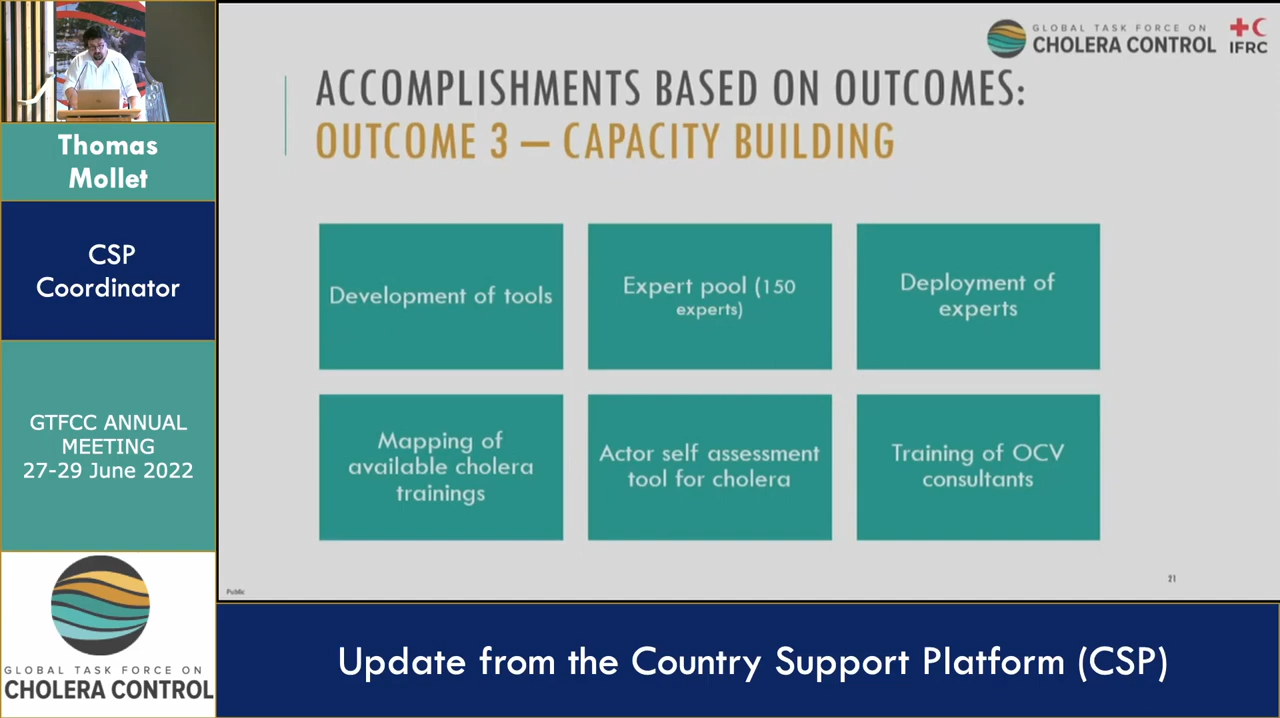 Thomas
Mollet
CSP
Coordinator
GTFCC ANNUAL
MEETING
27-29 June 2022
GLOBAL TASK FORCE ON
CHOLERA CONTROL
GLOBAL TASK FORCE ON
CHOLERA CONTROL
IFRC
ACCOMPLISHMENTS BASED ON OUTCOMES:
OUTCOME 3 – CAPACITY BUILDING
Development of tools
Expert pool (150
experts)
Deployment of
experts
Mapping of
available cholera
trainings
Actor self assessment
tool for cholera
Training of OCV
consultants
Public
21
Update from the Country Support Platform (CSP)